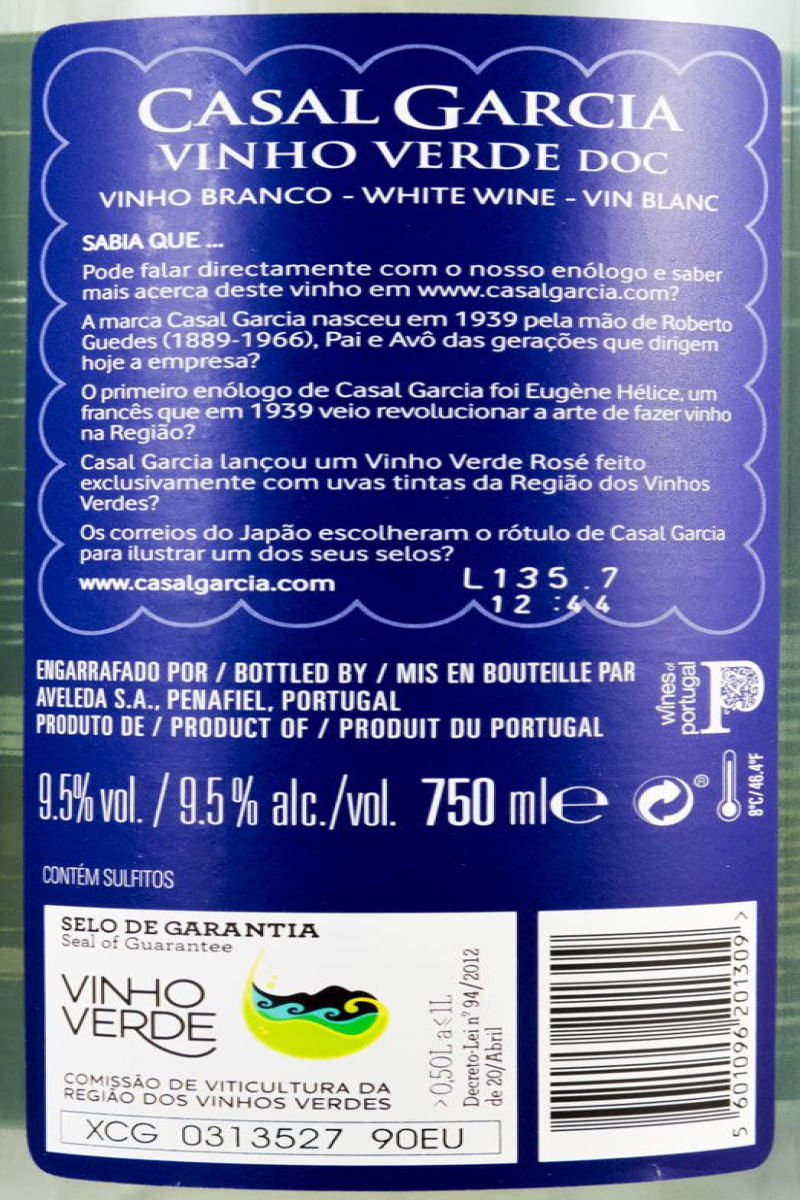 CASAL GARCIA
VINHO VERDE DOC
VINHO BRANCO - WHITE WINE - VIN BLANC
SABIA QUE ...
Pode falar directamente com o nosso enólogo e saber
mais acerca deste vinho em www.casalgarcia.com?
A marca Casal Garcia nasceu em 1939 pela mão de Roberto
Guedes (1889-1966), Pai e Avô das gerações que dirigem
hoje a empresa?
O primeiro enólogo de Casal Garcia foi Eugène Hélice, um
francês que em 1939 veio revolucionar a arte de fazer vinho
na Região?
Casal Garcia lançou um Vinho Verde Rosé feito
exclusivamente com uvas tintas da Região dos Vinhos
Verdes?
Os correios do Japão escolheram o rótulo de Casal Garcia
para ilustrar um dos seus selos?
www.casalgarcia.com
L 135.7
12 :44
ENGARRAFADO POR / BOTTLED BY / MIS EN BOUTEILLE PAR
AVELEDA S.A., PENAFIEL, PORTUGAL
PRODUTO DE / PRODUCT OF / PRODUIT DU PORTUGAL
wines of
portugal
9.5% vol. / 9.5% alc./vol. 750 ml e
®
8°C/46.4°F
CONTÉM SULFITOS
SELO DE GARANTIA
Seal of Guarantee
VINHO
VERDE
COMISSÃO DE VITICULTURA DA
REGIÃO DOS VINHOS VERDES
XCG 0313527 90EU
>0,50L a <1L
Decreto-Lei nº 94/2012
de 20/Abril
5 601096 201309 >